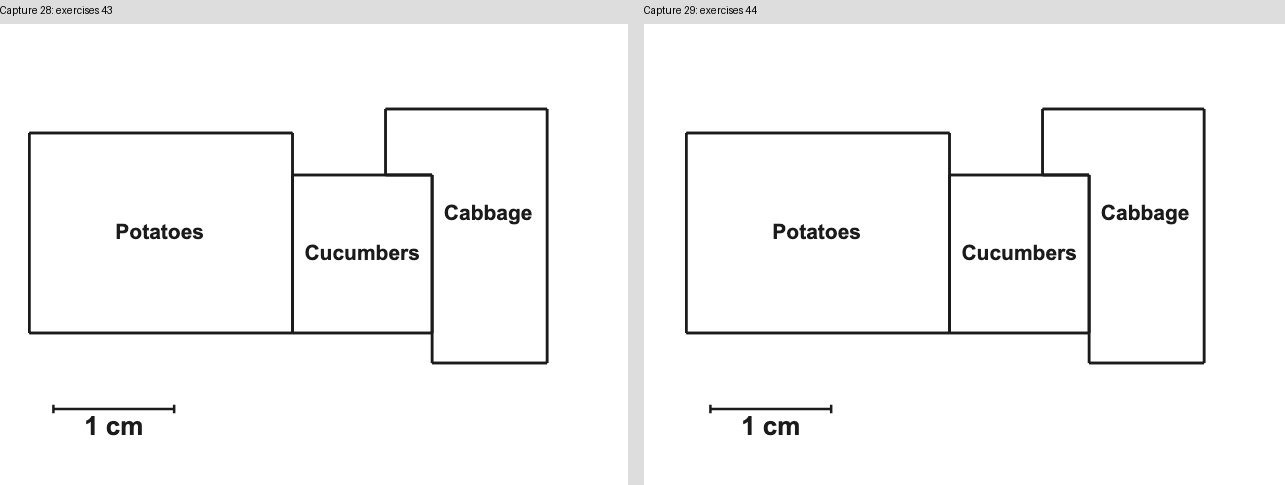 Capture 28: exercises 43
Potatoes
Cucumbers
Cabbage
1 cm
Capture 29: exercises 44
Potatoes
Cucumbers
Cabbage
1 cm